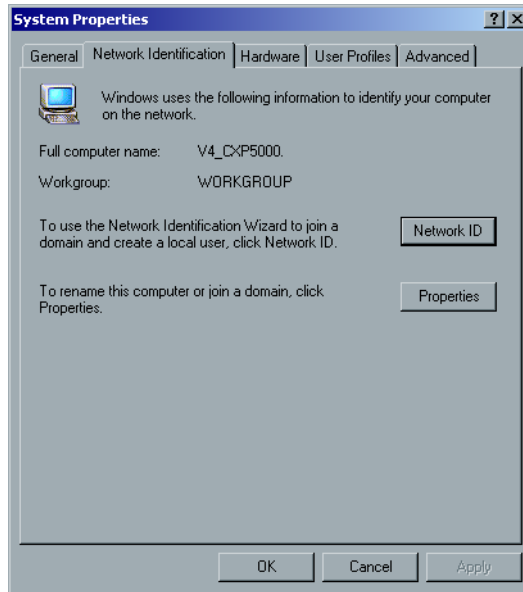 System Properties
General Network Identification Hardware User Profiles Advanced
Windows uses the following information to identify your computer
on the network.
Full computer name: V4_CXP5000.
Workgroup: WORKGROUP
To use the Network Identification Wizard to join a
domain and create a local user, click Network ID.
Network ID
To rename this computer or join a domain, click
Properties.
Properties
OK Cancel Apply